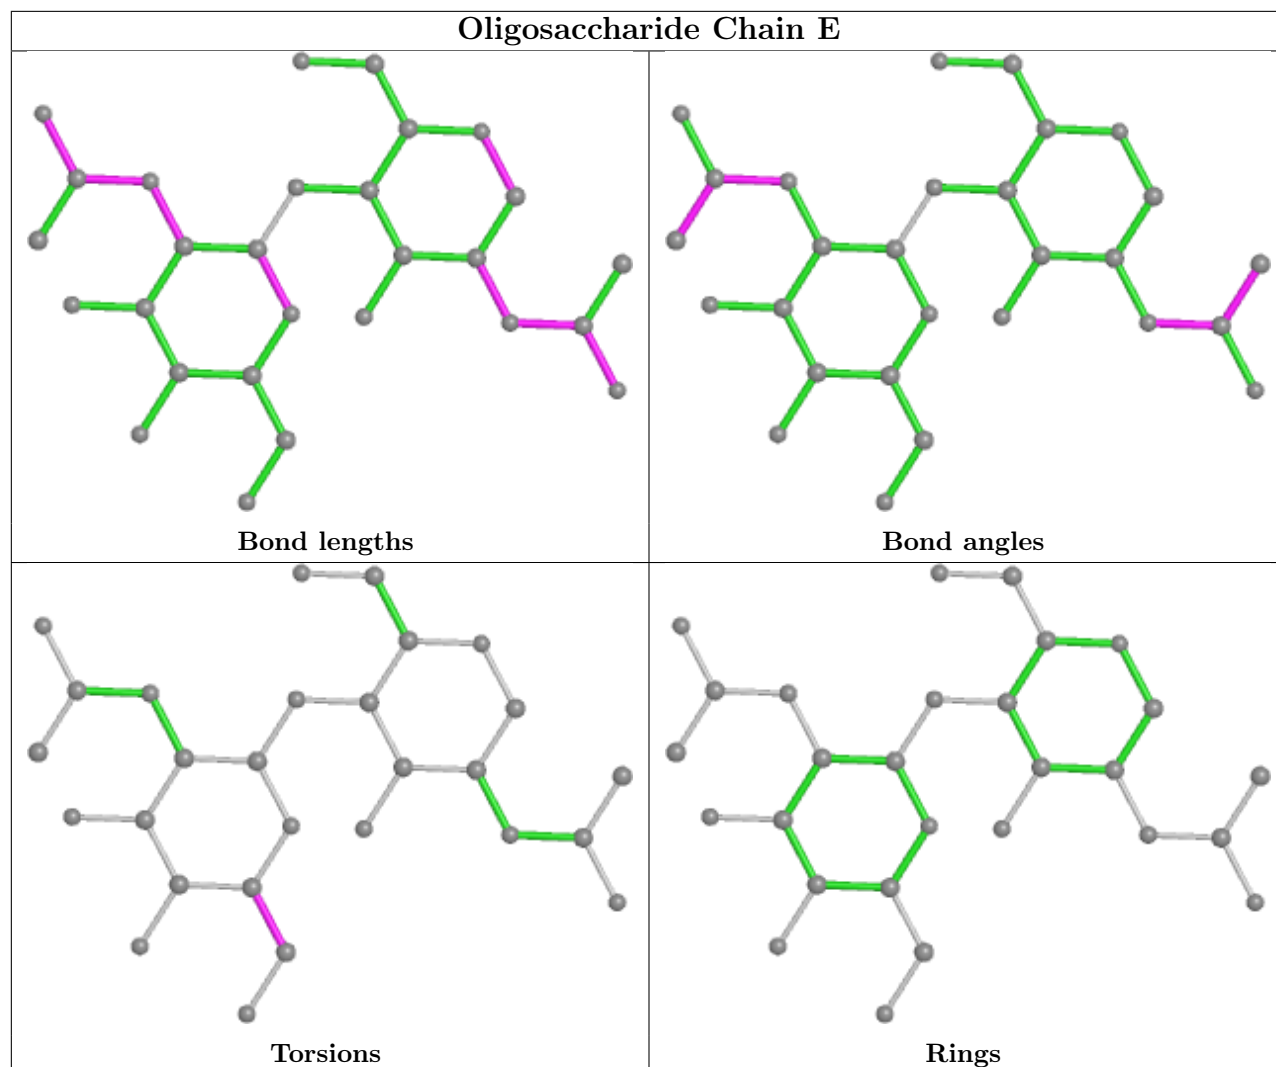 Oligosaccharide Chain E
Bond lengths
Bond angles
Torsions
Rings